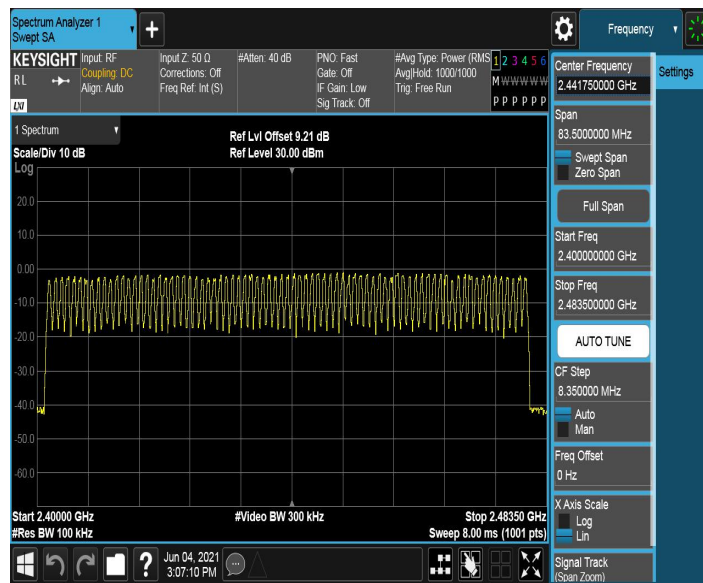 Spectrum Analyzer 1
Swept SA
+
Frequency
KEYSIGHT
R L
LXI
Input: RF
Coupling: DC
Align: Auto
Input Z: 50 Ω
Corrections: Off
Freq Ref: Int (S)
#Atten: 40 dB
PNO: Fast
Gate: Off
IF Gain: Low
Sig Track: Off
#Avg Type: Power (RMS
Avg|Hold: 1000/1000
Trig: Free Run
1 2 3 4 5 6
M W W W W W
P P P P P P
Center Frequency
2.441750000 GHz
Settings
Span
83.5000000 MHz
Swept Span
Zero Span
Full Span
Start Freq
2.400000000 GHz
Stop Freq
2.483500000 GHz
AUTO TUNE
CF Step
8.350000 MHz
Auto
Man
Freq Offset
0 Hz
X Axis Scale
Log
Lin
Signal Track
(Span Zoom)
1 Spectrum
Scale/Div 10 dB
Ref Lvl Offset 9.21 dB
Ref Level 30.00 dBm
Log
20.0
10.0
0.00
-10.0
-20.0
-30.0
-40.0
-50.0
-60.0
Start 2.40000 GHz
#Res BW 100 kHz
#Video BW 300 kHz
Stop 2.48350 GHz
Sweep 8.00 ms (1001 pts)
?
Jun 04, 2021
3:07:10 PM